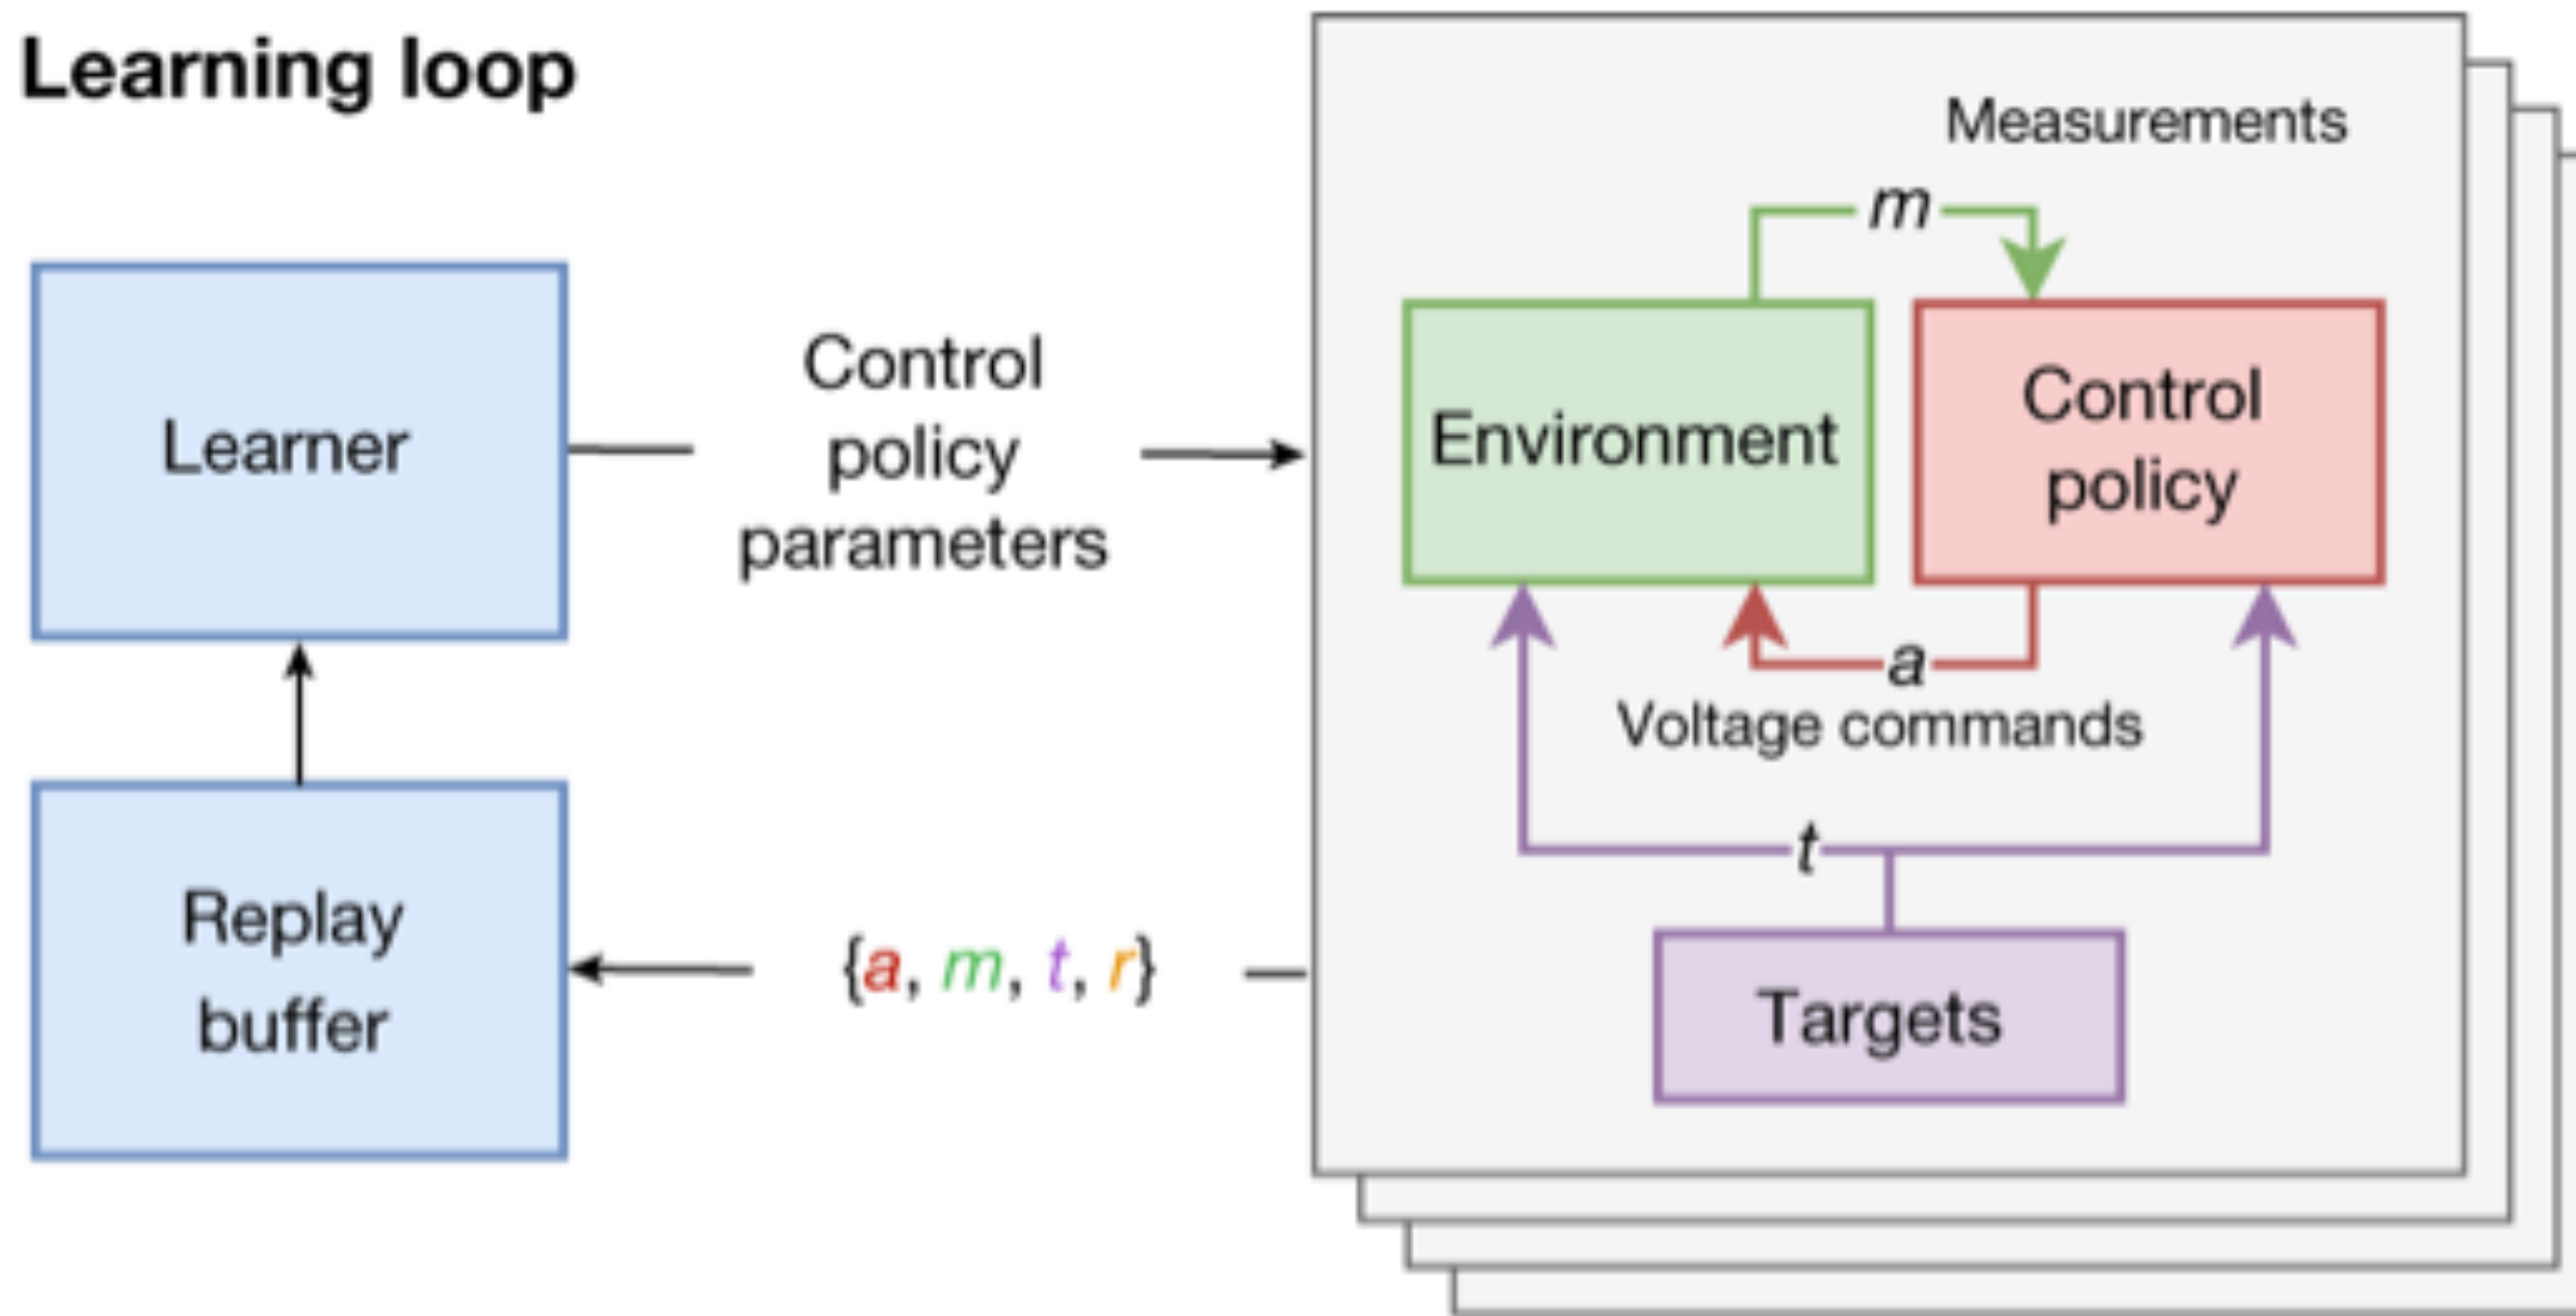 Learning loop
Learner
Control
policy
parameters
Replay
buffer
{a, m, t, r}
Measurements
m
Environment
Control
policy
a
Voltage commands
t
Targets